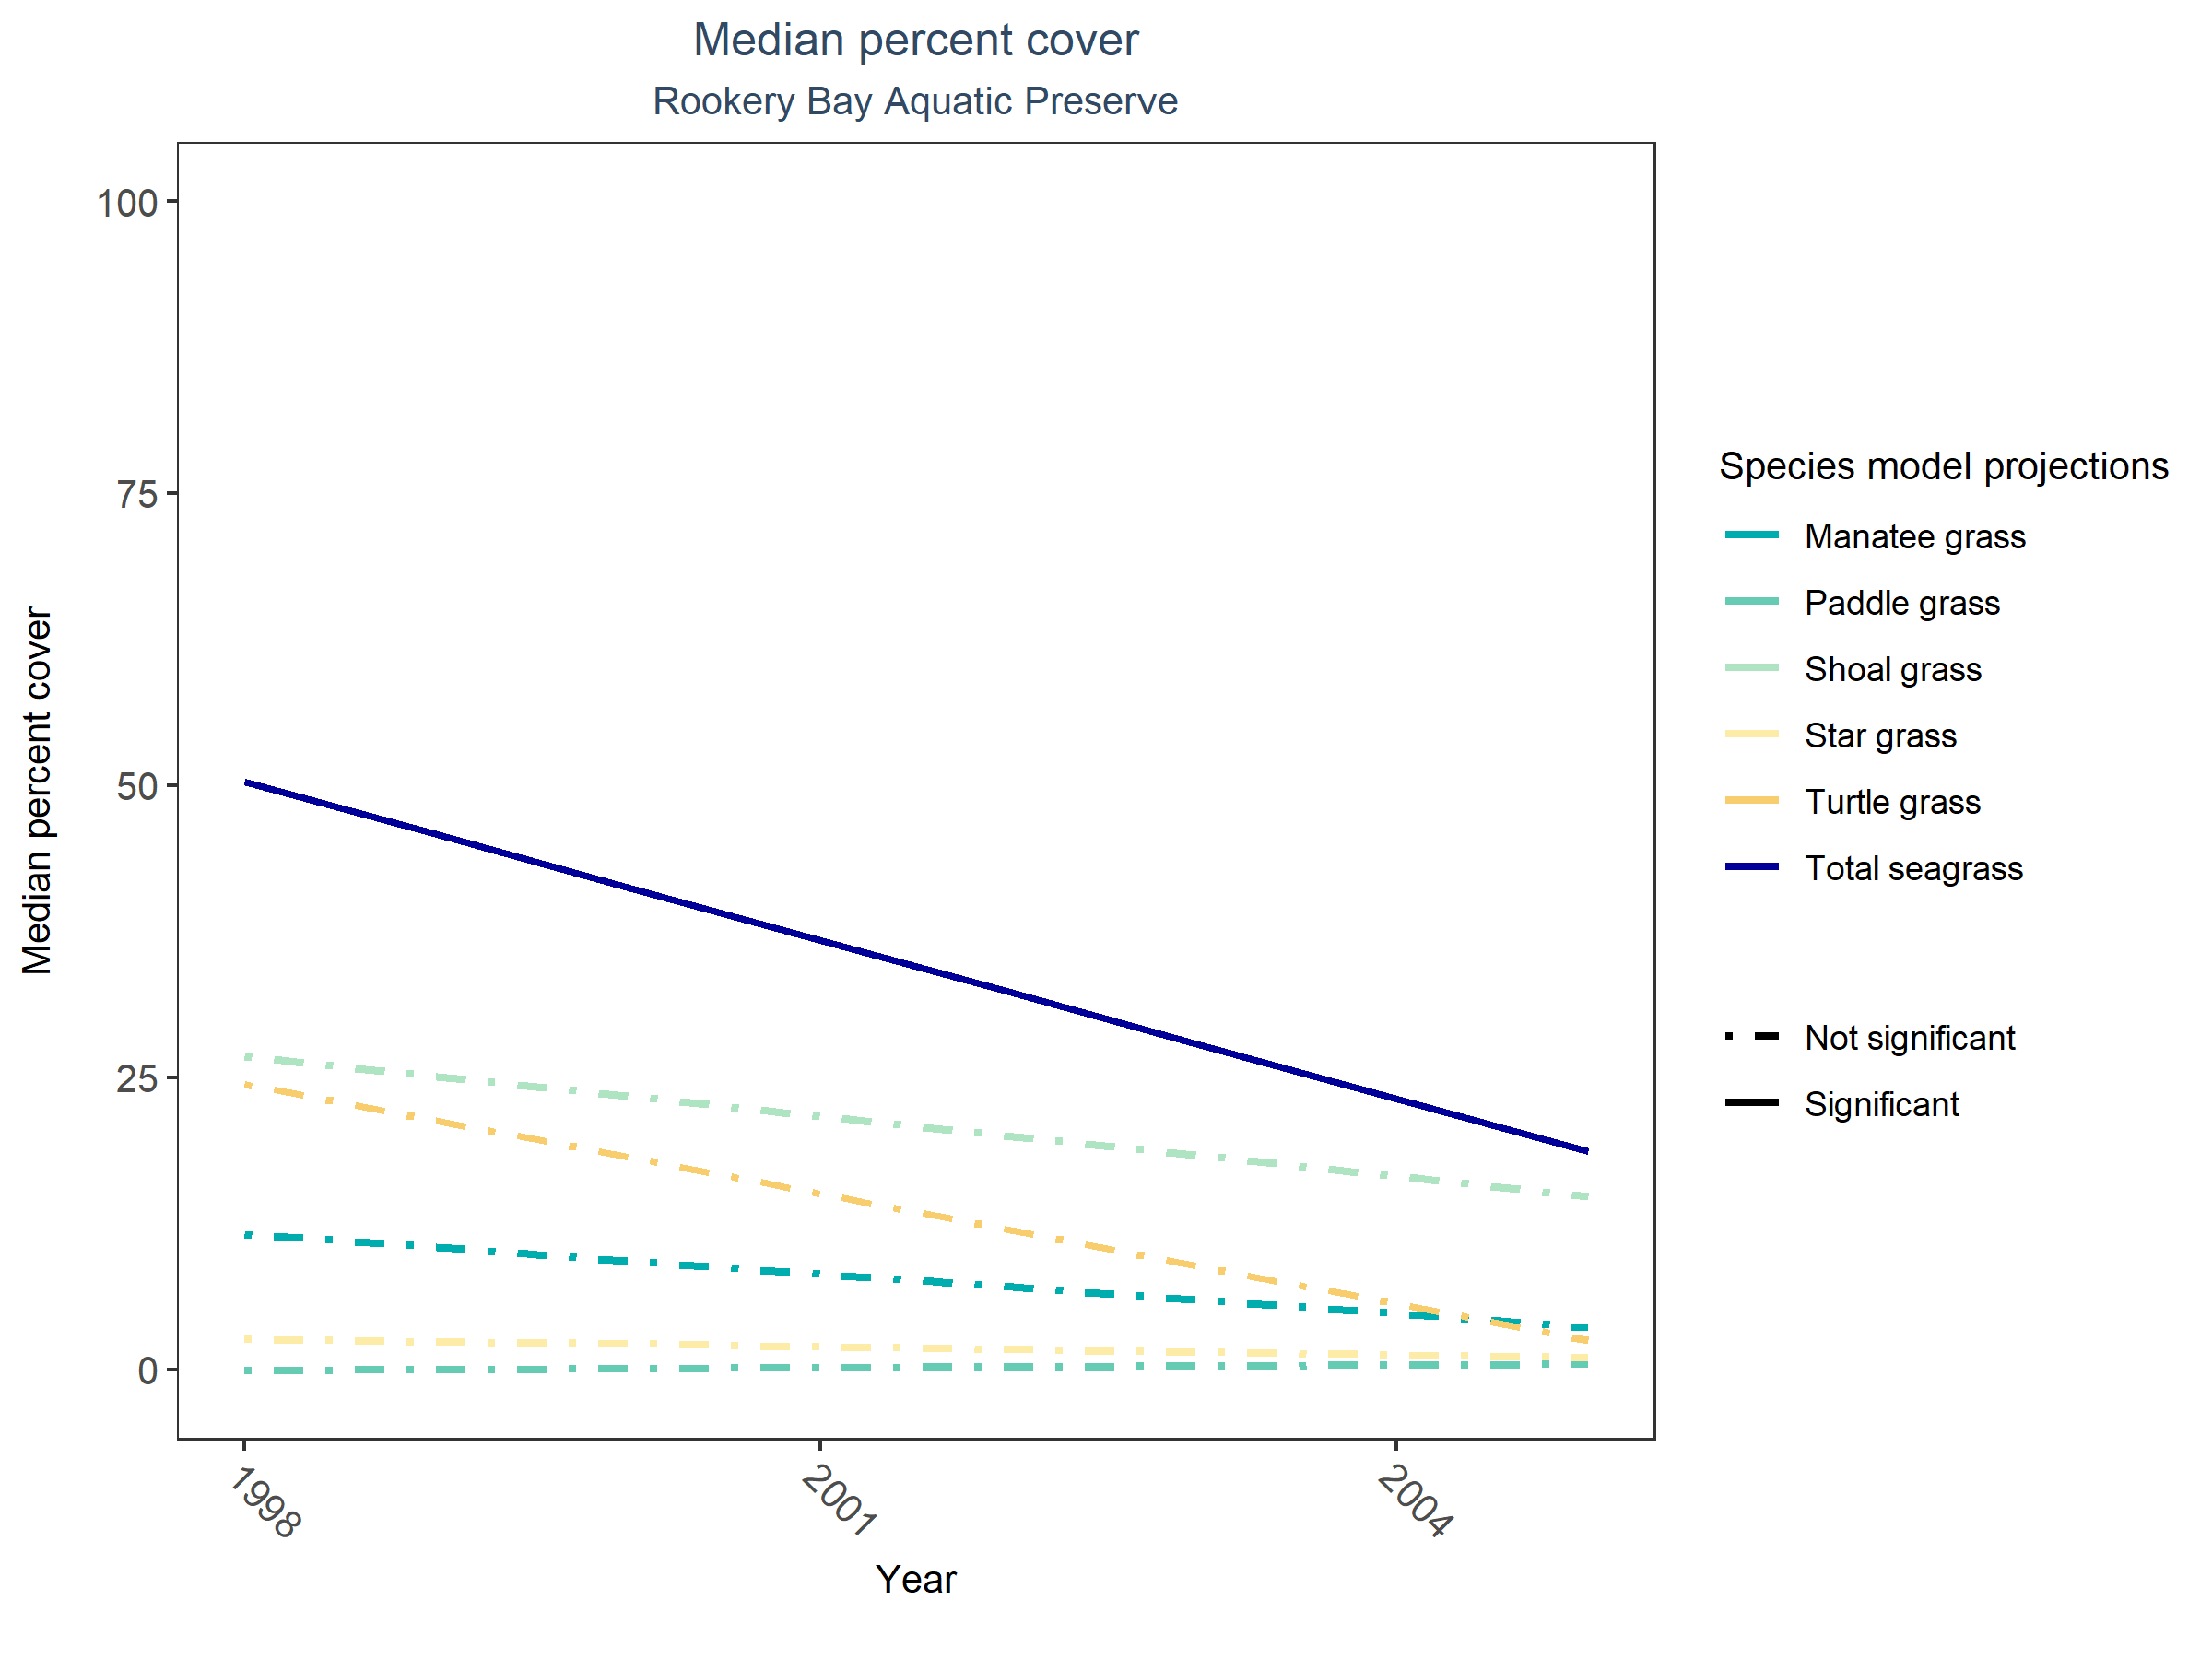 Median percent cover
Rookery Bay Aquatic Preserve
Median percent cover
100
75
50
25
0
1998
2001
2004
Year
Species model projections
Manatee grass
Paddle grass
Shoal grass
Star grass
Turtle grass
Total seagrass
Not significant
Significant